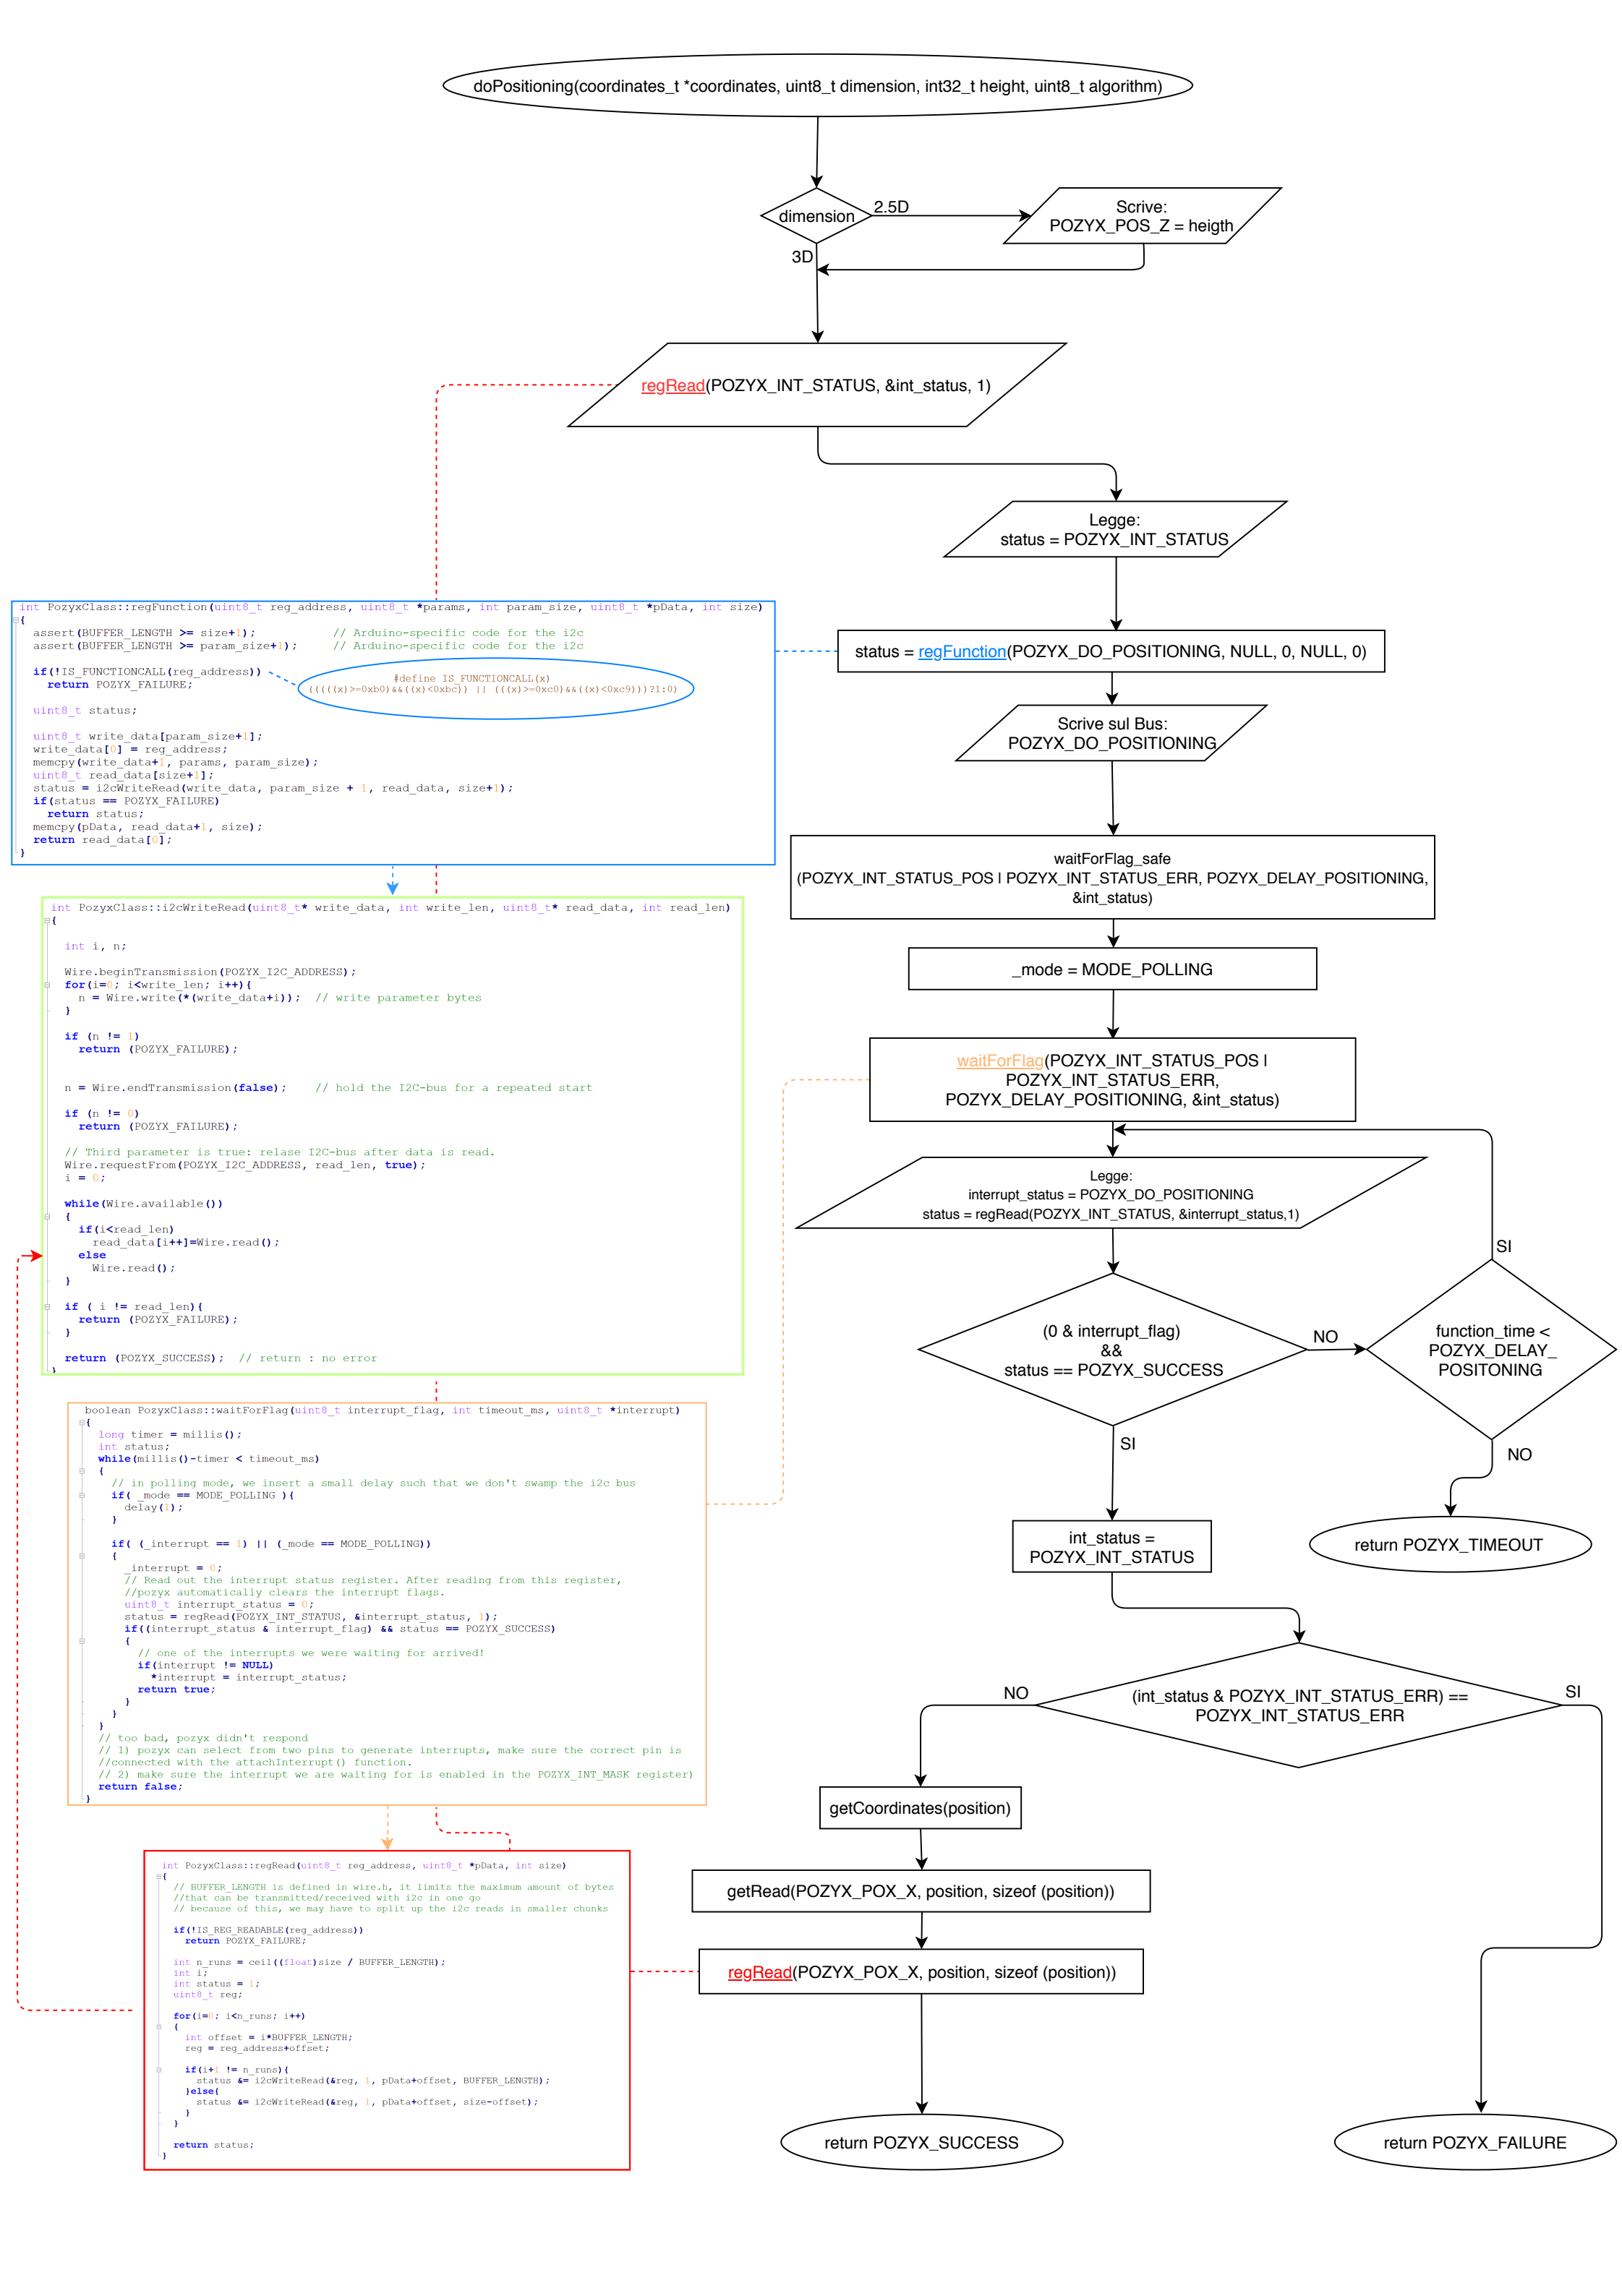 doPositioning(coordinates_t *coordinates, uint8_t dimension, int32_t height, uint8_t algorithm)
dimension
2.5D
Scrive:
POZYX_POS_Z = heigth
3D
regRead(POZYX_INT_STATUS, &int_status, 1)
Legge:
status = POZYX_INT_STATUS
status = regFunction(POZYX_DO_POSITIONING, NULL, 0, NULL, 0)
Scrive sul Bus:
POZYX_DO_POSITIONING
waitForFlag_safe
(POZYX_INT_STATUS_POS | POZYX_INT_STATUS_ERR, POZYX_DELAY_POSITIONING,
&int_status)
_mode = MODE_POLLING
waitForFlag(POZYX_INT_STATUS_POS |
POZYX_INT_STATUS_ERR,
POZYX_DELAY_POSITIONING, &int_status)
Legge:
interrupt_status = POZYX_DO_POSITIONING
status = regRead(POZYX_INT_STATUS, &interrupt_status,1)
(0 & interrupt_flag)
&&
status == POZYX_SUCCESS
NO
SI
function_time <
POZYX_DELAY_
POSITONING
SI
NO
return POZYX_TIMEOUT
int_status =
POZYX_INT_STATUS
(int_status & POZYX_INT_STATUS_ERR) ==
POZYX_INT_STATUS_ERR
NO
SI
getCoordinates(position)
getRead(POZYX_POX_X, position, sizeof (position))
regRead(POZYX_POX_X, position, sizeof (position))
return POZYX_SUCCESS
return POZYX_FAILURE
int PozyxClass::regFunction(uint8_t reg_address, uint8_t *params, int param_size, uint8_t *pData, int size)
{
assert(BUFFER_LENGTH >= size+1); // Arduino-specific code for the i2c
assert(BUFFER_LENGTH >= param_size+1); // Arduino-specific code for the i2c
if(!IS_FUNCTIONCALL(reg_address))
return POZYX_FAILURE;
#define IS_FUNCTIONCALL(x)
(((((x)>=0xb0)&&((x)<0xbc)) || (((x)>=0xc0)&&((x)<0xc9)))?1:0)
uint8_t status;
uint8_t write_data[param_size+1];
write_data[0] = reg_address;
memcpy(write_data+1, params, param_size);
uint8_t read_data[size+1];
status = i2cWriteRead(write_data, param_size + 1, read_data, size+1);
if(status == POZYX_FAILURE)
return status;
memcpy(pData, read_data+1, size);
return read_data[0];
}
int PozyxClass::i2cWriteRead(uint8_t* write_data, int write_len, uint8_t* read_data, int read_len)
{
int i, n;
Wire.beginTransmission(POZYX_I2C_ADDRESS);
for(i=0; i<write_len; i++){
n = Wire.write(*(write_data+i)); // write parameter bytes
}
if (n != 1)
return (POZYX_FAILURE);
n = Wire.endTransmission(false); // hold the I2C-bus for a repeated start
if (n != 0)
return (POZYX_FAILURE);
// Third parameter is true: relase I2C-bus after data is read.
Wire.requestFrom(POZYX_I2C_ADDRESS, read_len, true);
i = 0;
while(Wire.available())
{
if(i<read_len)
read_data[i++]=Wire.read();
else
Wire.read();
}
if ( i != read_len){
return (POZYX_FAILURE);
}
return (POZYX_SUCCESS); // return : no error
}
boolean PozyxClass::waitForFlag(uint8_t interrupt_flag, int timeout_ms, uint8_t *interrupt)
{
long timer = millis();
int status;
while(millis()-timer < timeout_ms)
{
// in polling mode, we insert a small delay such that we don't swamp the i2c bus
if( _mode == MODE_POLLING ){
delay(1);
}
if( (_interrupt == 1) || (_mode == MODE_POLLING))
{
_interrupt = 0;
// Read out the interrupt status register. After reading from this register,
//pozyx automatically clears the interrupt flags.
uint8_t interrupt_status = 0;
status = regRead(POZYX_INT_STATUS, &interrupt_status, 1);
if((interrupt_status & interrupt_flag) && status == POZYX_SUCCESS)
{
// one of the interrupts we were waiting for arrived!
if(interrupt != NULL)
*interrupt = interrupt_status;
return true;
}
}
}
// too bad, pozyx didn't respond
// 1) pozyx can select from two pins to generate interrupts, make sure the correct pin is
//connected with the attachInterrupt() function.
// 2) make sure the interrupt we are waiting for is enabled in the POZYX_INT_MASK register)
return false;
}
int PozyxClass::regRead(uint8_t reg_address, uint8_t *pData, int size)
{
// BUFFER_LENGTH is defined in wire.h, it limits the maximum amount of bytes
//that can be transmitted/received with i2c in one go
// because of this, we may have to split up the i2c reads in smaller chunks
if(!IS_REG_READABLE(reg_address))
return POZYX_FAILURE;
int n_runs = ceil((float)size / BUFFER_LENGTH);
int i;
int status = 1;
uint8_t reg;
for(i=0; i<n_runs; i++)
{
int offset = i*BUFFER_LENGTH;
reg = reg_address+offset;
if(i+1 != n_runs){
status &= i2cWriteRead(&reg, 1, pData+offset, BUFFER_LENGTH);
}else{
status &= i2cWriteRead(&reg, 1, pData+offset, size-offset);
}
}
return status;
}